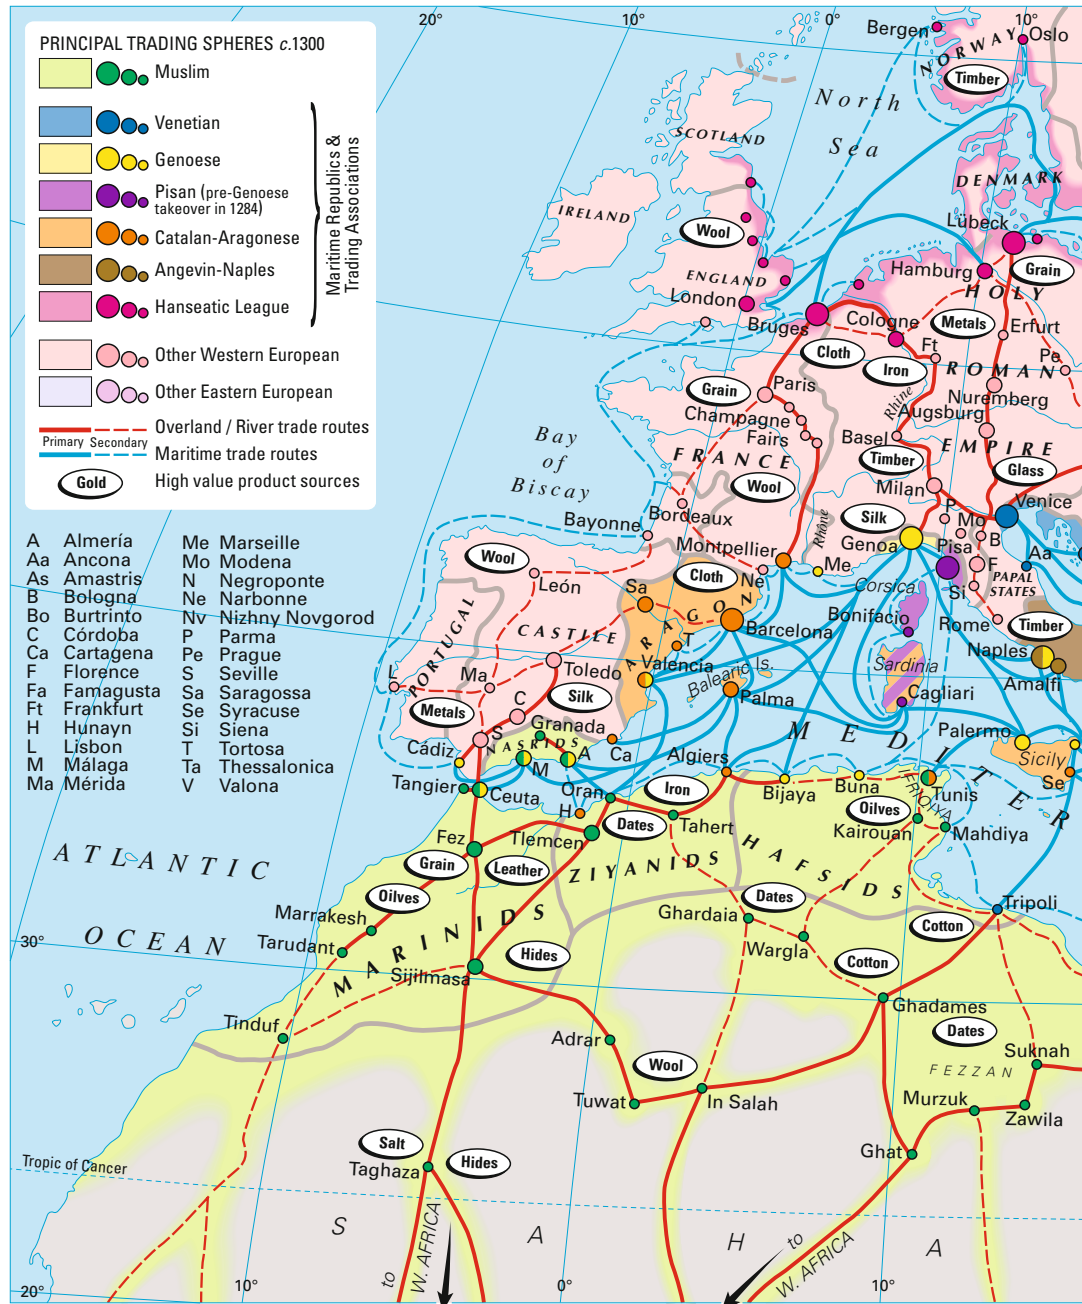 20°
10°
0°
10°
PRINCIPAL TRADING SPHERES c.1300
Muslim
Venetian
Genoese
Pisan (pre-Genoese
takeover in 1284)
Catalan-Aragonese
Angevin-Naples
Hanseatic League
Maritime Republics &
Trading Associations
Other Western European
Other Eastern European
Overland / River trade routes
Primary Secondary
Maritime trade routes
Gold
High value product sources
A Almería
Aa Ancona
As Amastris
B Bologna
Bo Burtrinto
C Córdoba
Ca Cartagena
F Florence
Fa Famagusta
Ft Frankfurt
H Hunayn
L Lisbon
M Málaga
Ma Mérida
Me Marseille
Mo Modena
N Negroponte
Ne Narbonne
Nv Nizhny Novgorod
P Parma
Pe Prague
S Seville
Sa Saragossa
Se Syracuse
Si Siena
T Tortosa
Ta Thessalonica
V Valona
Bergen
Oslo
NORWAY
Timber
North
Sea
SCOTLAND
DENMARK
IRELAND
Wool
Lübeck
ENGLAND
Hamburg
Grain
London
HOLY
Bruges
Cologne
Metals
Erfurt
Cloth
Ft
Pe
Iron
ROMAN
Grain
Paris
Rhine
Nuremberg
Champagne
Fairs
Augsburg
Bay
of
Biscay
Basel
EMPIRE
FRANCE
Timber
Glass
Wool
Milan
Venice
Bordeaux
Rhône
Silk
P
Mo
Bayonne
Montpellier
Genoa
B
Pisa
Aa
Wool
Me
F
Ne
Cloth
León
Corsica
PAPAL
STATES
Si
Sa
Bonifacio
Rome
Timber
PORTUGAL
CASTILE
ARAGON
Barcelona
T
Naples
Toledo
Valencia
Balearic Is.
Sardinia
Amalfi
L
Ma
Silk
Palma
Cagliari
Metals
C
Granada
MEDITER
Palermo
S
NASRIDS
Cádiz
Ca
Sicily
A
M
Algiers
Se
Tangier
Ceuta
Oran
Iron
Bijaya
Buna
Tunis
H
IFRIQIYA
Oilves
Fez
Tlemcen
Dates
Tahert
Kairouan
Mahdiya
ATLANTIC
OCEAN
Grain
Leather
ZIYANIDS
HAFSIDS
Oilves
Dates
Marrakesh
Ghardaia
Tripoli
Tarudant
Cotton
30°
MARINIDS
Hides
Wargla
Cotton
Sijilmasa
Ghadames
Tinduf
Adrar
Dates
Suknah
Wool
FEZZAN
Tuwat
In Salah
Murzuk
Zawila
Salt
Ghat
Tropic of Cancer
Taghaza
Hides
SAHA
to
W. AFRICA
to
W. AFRICA
20°
10°
0°
10°